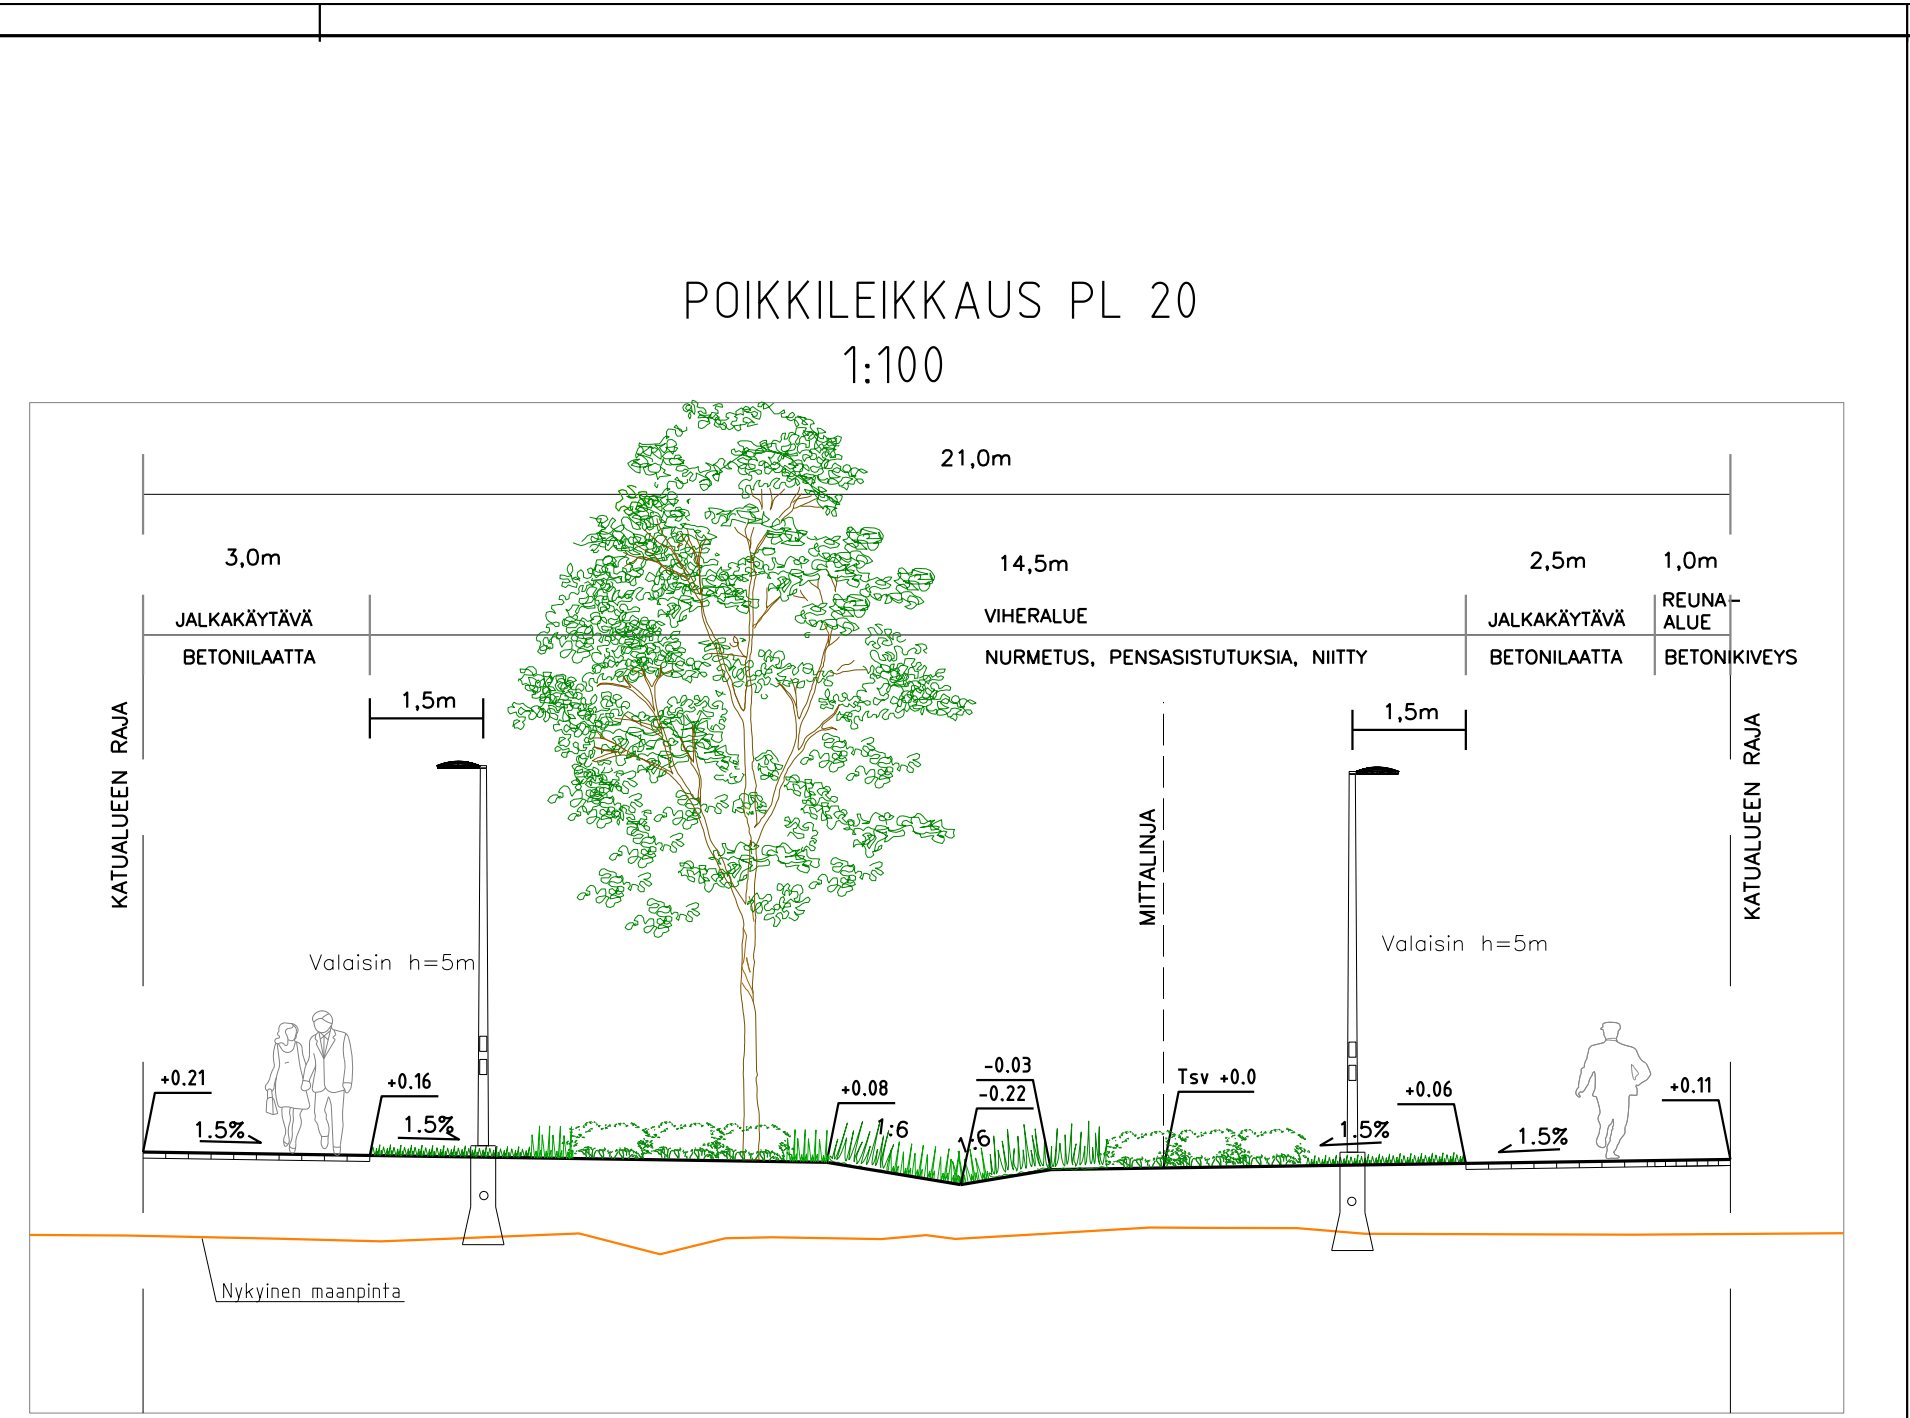 POIKKILEIKKAUS PL 20
1:100
21,0m
3,0m
14,5m
2,5m
1,0m
JALKAKÄYTÄVÄ
VIHERALUE
JALKAKÄYTÄVÄ
REUNA-
ALUE
BETONILAATTA
NURMETUS, PENSASISTUTUKSIA, NIITTY
BETONILAATTA
BETONIKIVEYS
1,5m
1,5m
KATUALUEEN RAJA
MITTALINJA
KATUALUEEN RAJA
Valaisin h=5m
Valaisin h=5m
+0.21
+0.16
+0.08
-0.03
-0.22
Tsv +0.0
+0.06
+0.11
1.5%
1.5%
1:6
1:6
1.5%
1.5%
Nykyinen maanpinta